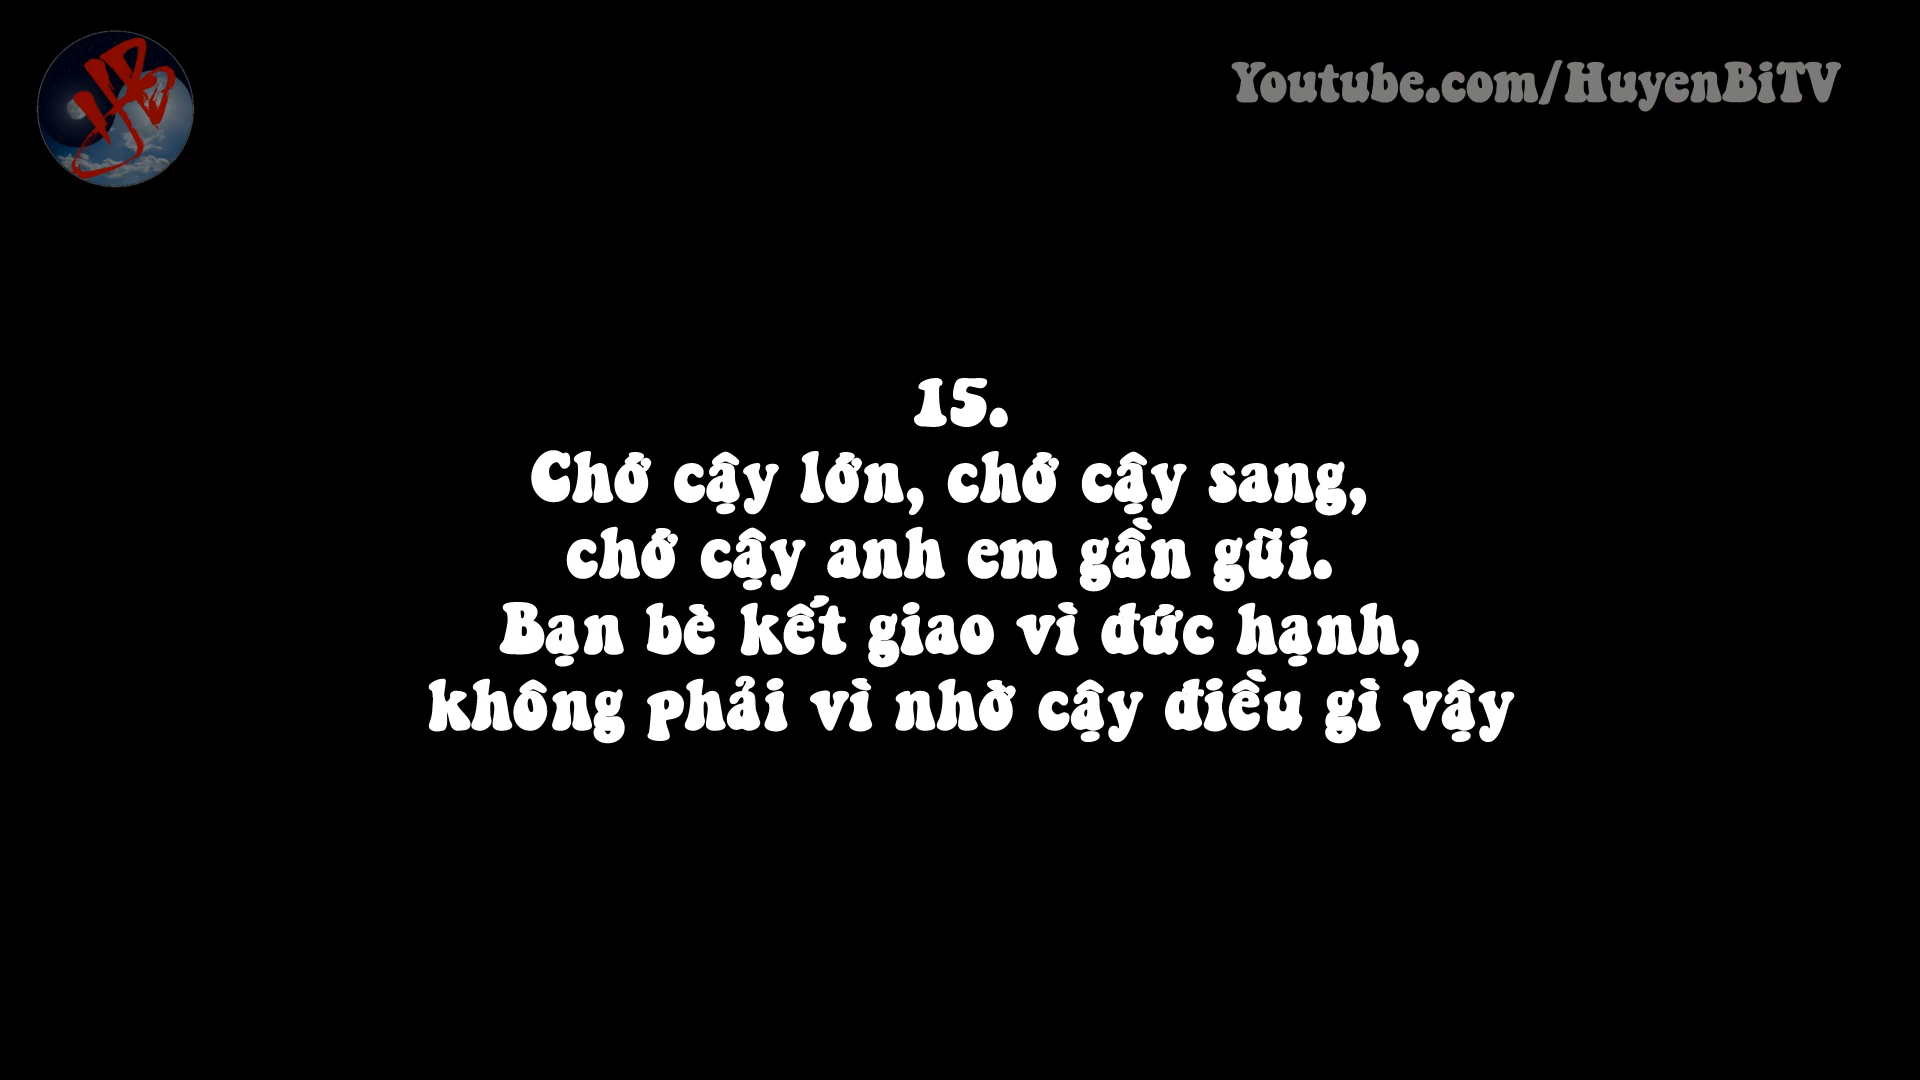 HB
Youtube.com/HuyenBiTV
15.
Chớ cậy lớn, chớ cậy sang,
chớ cậy anh em gần gũi.
Bạn bè kết giao vì đức hạnh,
không phải vì nhờ cậy điều gì vậy